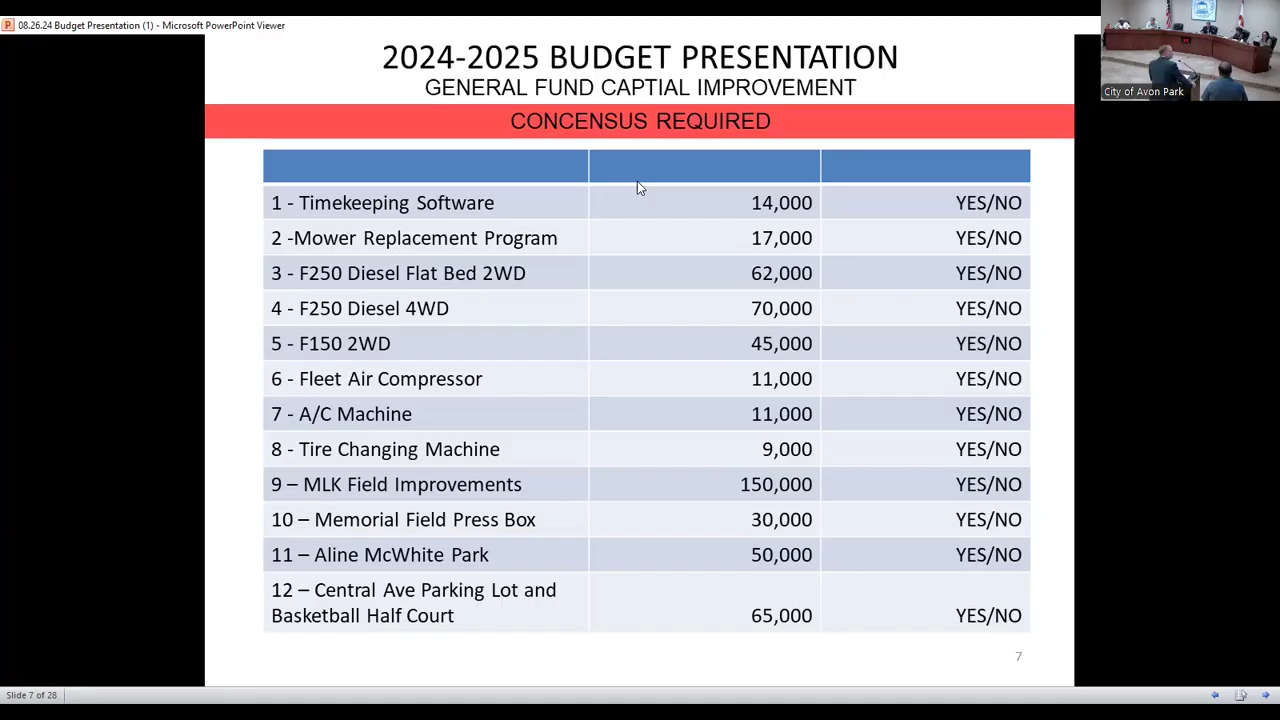 08.26.24 Budget Presentation (1) - Microsoft PowerPoint Viewer
City of Avon Park
2024-2025 BUDGET PRESENTATION
GENERAL FUND CAPTIAL IMPROVEMENT
CONCENSUS REQUIRED
1 - Timekeeping Software 14,000 YES/NO
2 -Mower Replacement Program 17,000 YES/NO
3 - F250 Diesel Flat Bed 2WD 62,000 YES/NO
4 - F250 Diesel 4WD 70,000 YES/NO
5 - F150 2WD 45,000 YES/NO
6 - Fleet Air Compressor 11,000 YES/NO
7 - A/C Machine 11,000 YES/NO
8 - Tire Changing Machine 9,000 YES/NO
9 – MLK Field Improvements 150,000 YES/NO
10 – Memorial Field Press Box 30,000 YES/NO
11 – Aline McWhite Park 50,000 YES/NO
12 – Central Ave Parking Lot and
Basketball Half Court 65,000 YES/NO
7
Slide 7 of 28